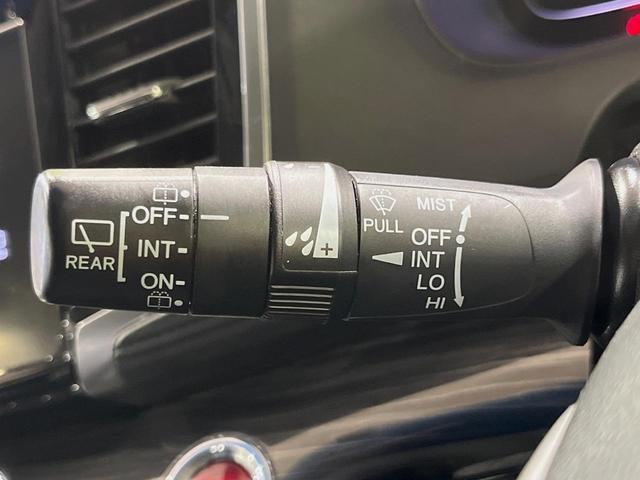 OFF
INT
REAR
ON
+
PULL
MIST
OFF
INT
LO
HI